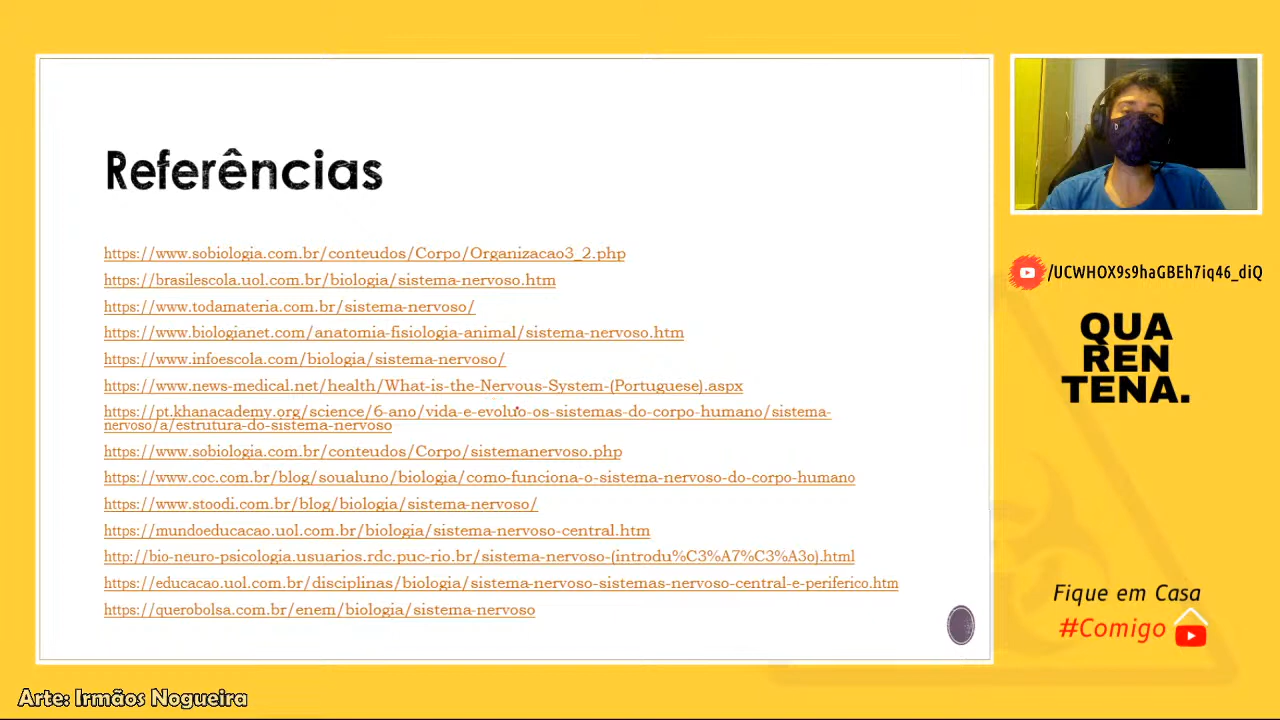 Referências
https://www.sobiologia.com.br/conteudos/Corpo/Organizacao3_2.php
https://brasilescola.uol.com.br/biologia/sistema-nervoso.htm
https://www.todamateria.com.br/sistema-nervoso/
https://www.biologianet.com/anatomia-fisiologia-animal/sistema-nervoso.htm
https://www.infoescola.com/biologia/sistema-nervoso/
https://www.news-medical.net/health/What-is-the-Nervous-System-(Portuguese).aspx
https://pt.khanacademy.org/science/6-ano/vida-e-evoluo-os-sistemas-do-corpo-humano/sistema-
nervoso/a/estrutura-do-sistema-nervoso
https://www.sobiologia.com.br/conteudos/Corpo/sistemanervoso.php
https://www.coc.com.br/blog/soualuno/biologia/como-funciona-o-sistema-nervoso-do-corpo-humano
https://www.stoodi.com.br/blog/biologia/sistema-nervoso/
https://mundoeducacao.uol.com.br/biologia/sistema-nervoso-central.htm
http://bio-neuro-psicologia.usuarios.rdc.puc-rio.br/sistema-nervoso-(introdu%C3%A7%C3%A3o).html
https://educacao.uol.com.br/disciplinas/biologia/sistema-nervoso-sistemas-nervoso-central-e-periferico.htm
https://querobolsa.com.br/enem/biologia/sistema-nervoso
/UCWHOX9s9haGBEh7iq46_diQ
QUA
REN
TENA.
Fique em Casa
#Comigo
Arte: Irmãos Nogueira